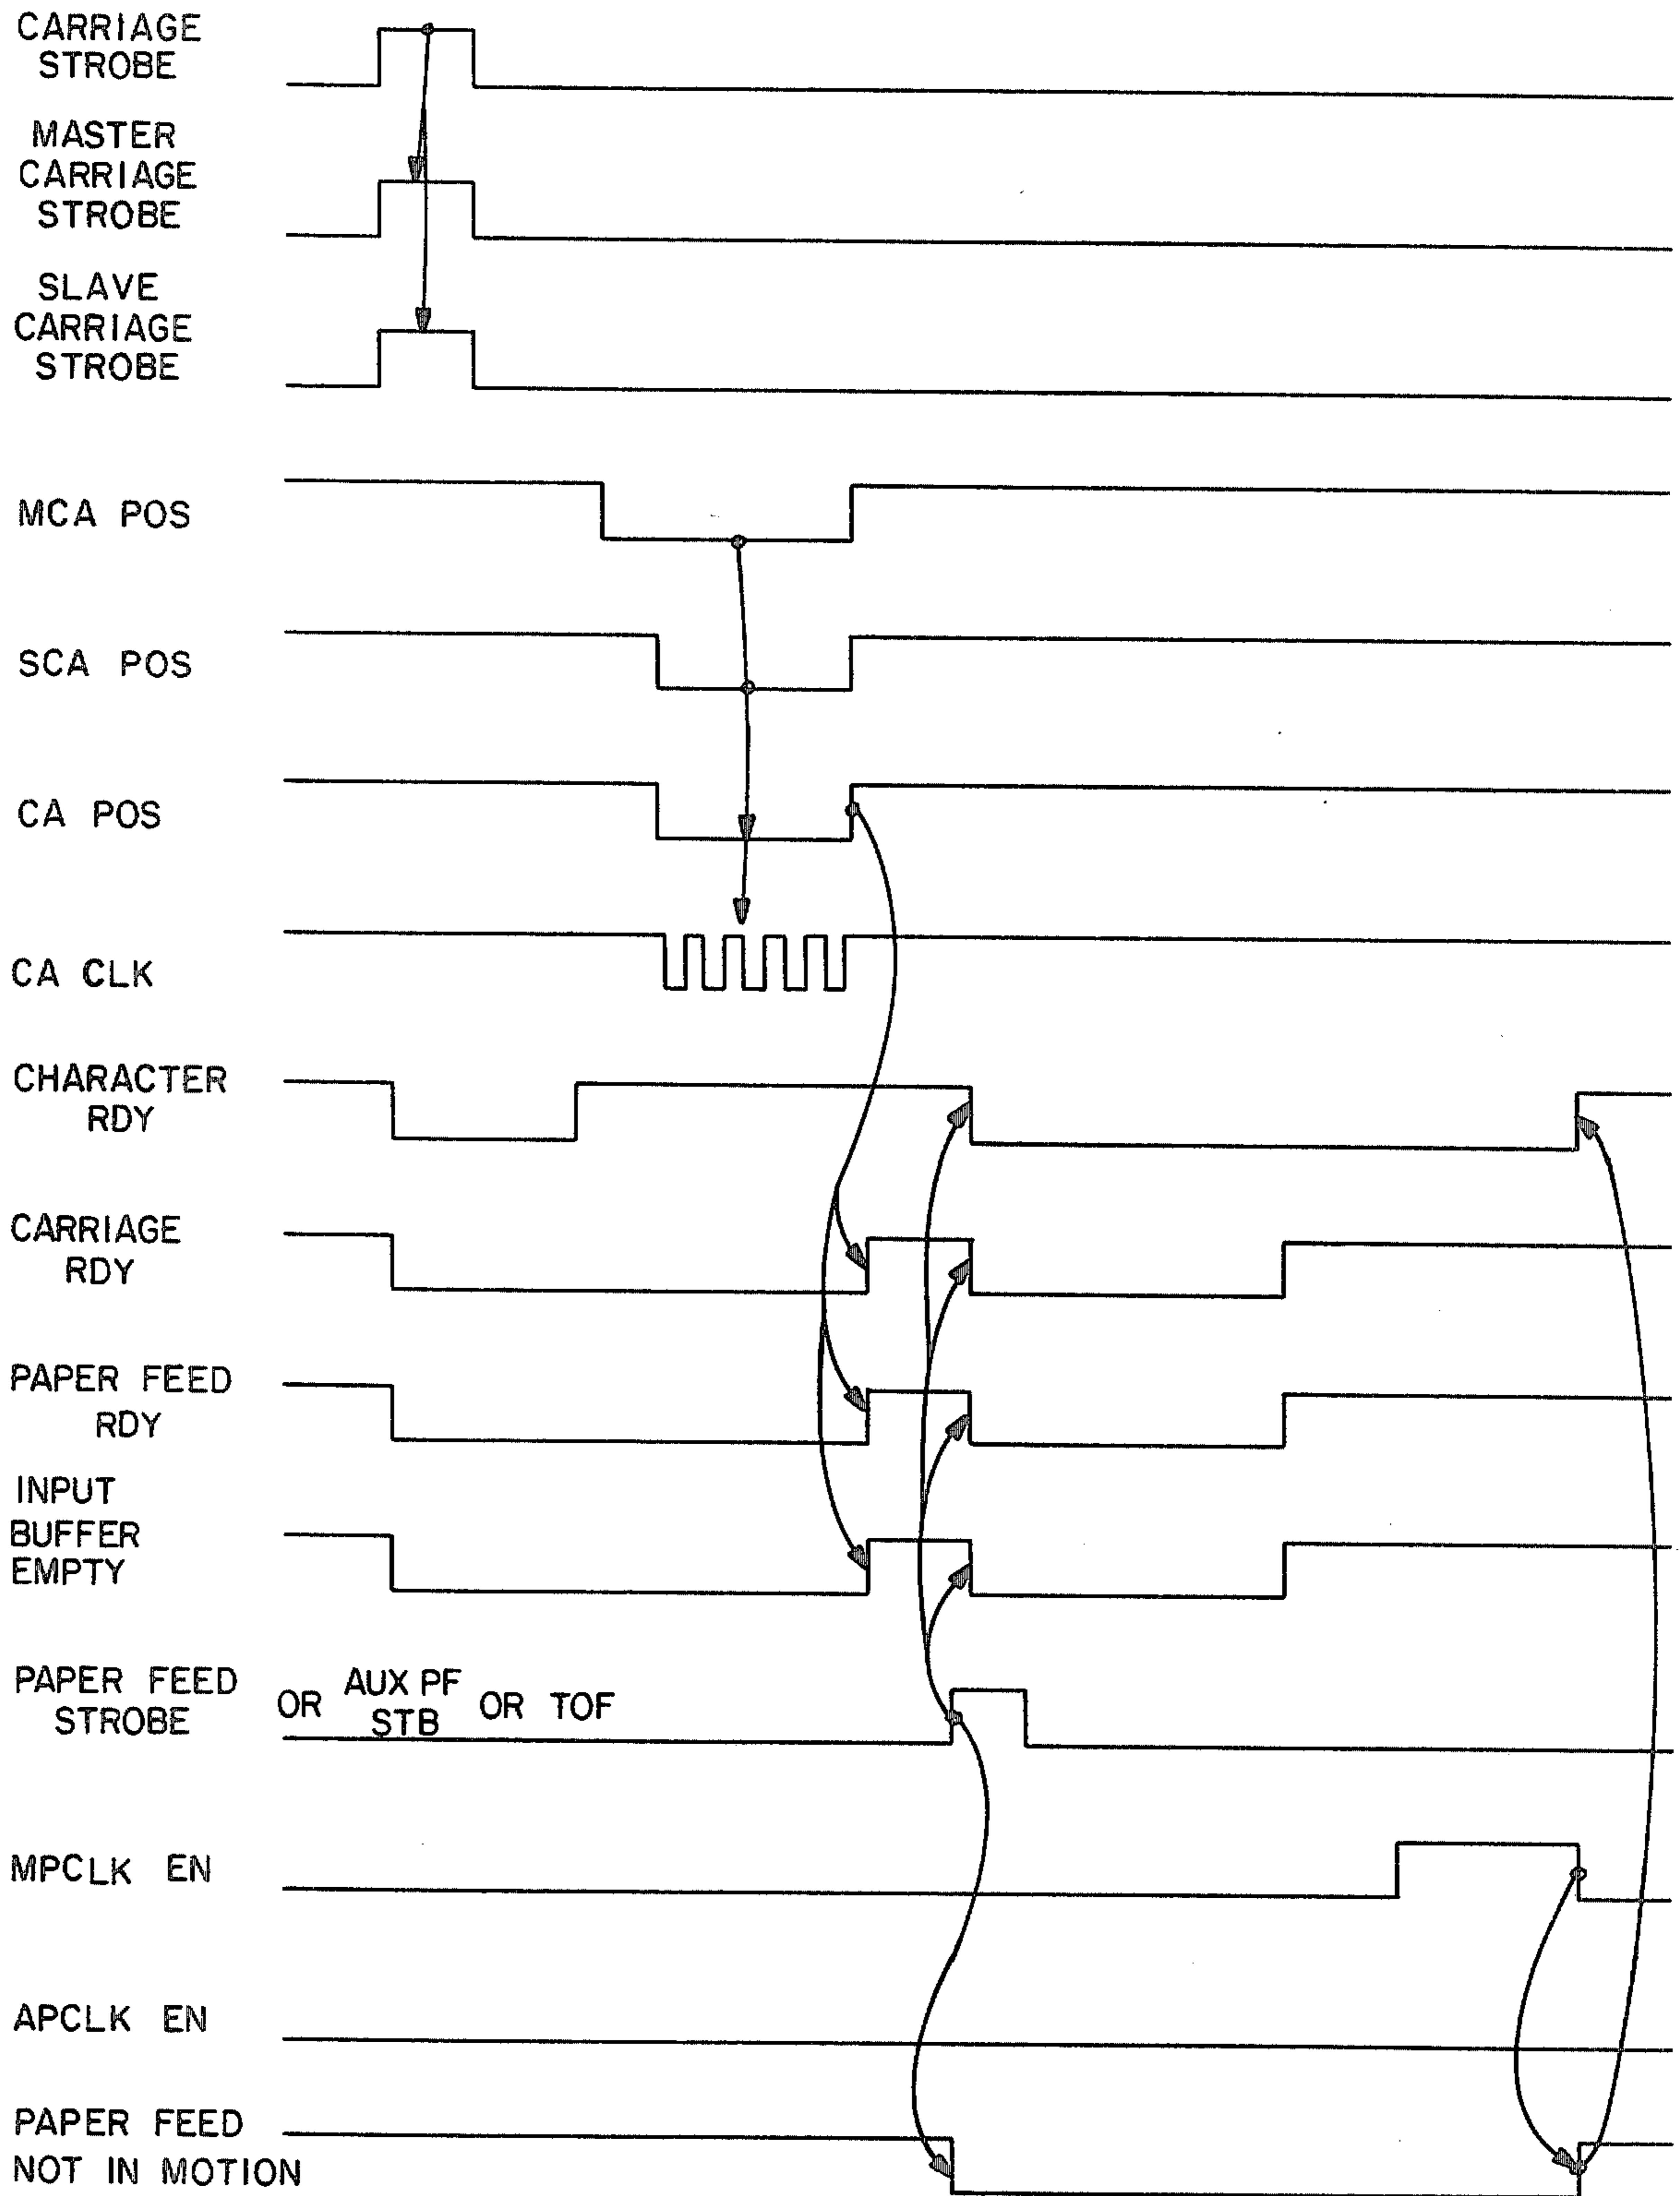 CARRIAGE
STROBE
MASTER
CARRIAGE
STROBE
SLAVE
CARRIAGE
STROBE
MCA POS
SCA POS
CA POS
CA CLK
CHARACTER
RDY
CARRIAGE
RDY
PAPER FEED
RDY
INPUT
BUFFER
EMPTY
PAPER FEED
STROBE
OR AUX PF
STB OR TOF
MPCLK EN
APCLK EN
PAPER FEED
NOT IN MOTION